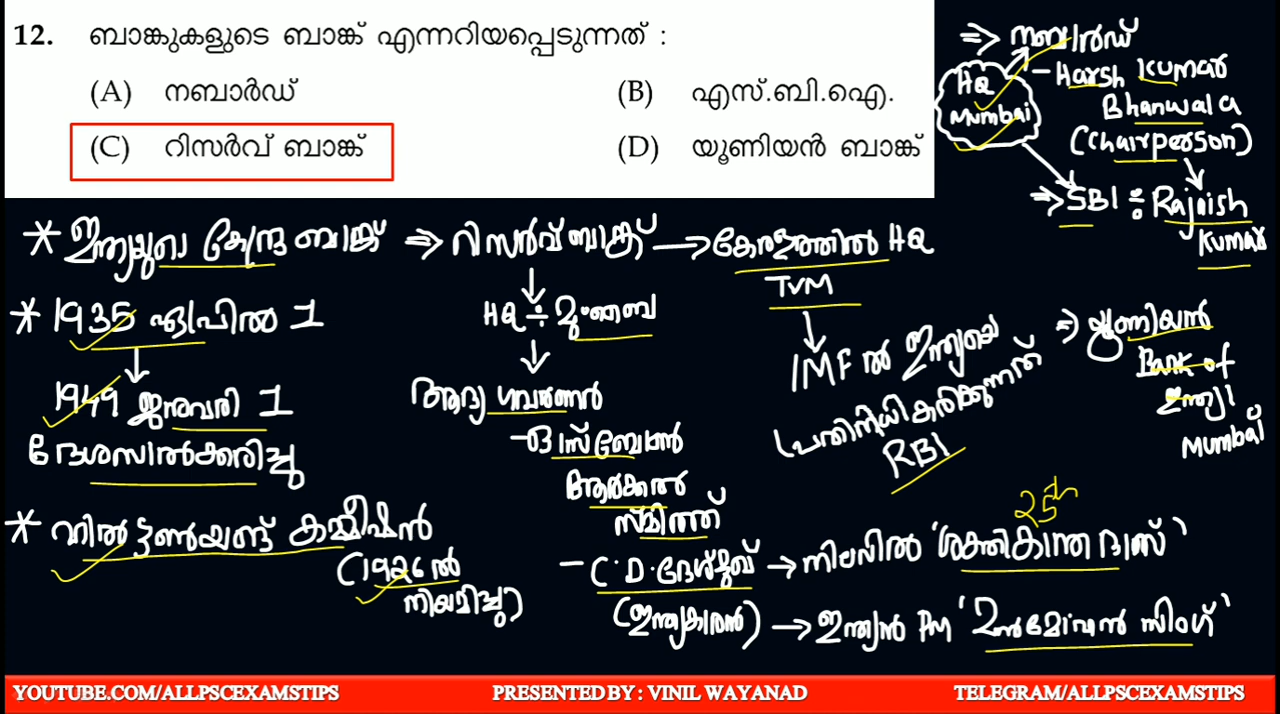 12. ബാങ്കുകളുടെ ബാങ്ക് എന്നറിയപ്പെടുന്നത് :
(A) നബാർഡ് (B) എസ്.ബി.ഐ.
(C) റിസർവ് ബാങ്ക് (D) യൂണിയൻ ബാങ്ക്
⇒ നബാർഡ്
– Harsh Kumar
Bhanwala
(Chairperson)
HQ
Mumbai
⇒ SBI : Rajnish
Kumar
* ഇന്ത്യയുടെ കേന്ദ്ര ബാങ്ക് ⇒ റിസർവ് ബാങ്ക് → കേരളത്തിൽ HQ
TVM
* 1935 ഏപ്രിൽ 1
HQ ÷ മുംബൈ
1949 ജനുവരി 1
ദേശസാൽക്കരിച്ചു
ആദ്യ ഗവർണർ
– ഓസ്ബോൺ
ആർക്കൽ
സ്മിത്ത്
IMF ൽ ഇന്ത്യയെ
പ്രതിനിധീകരിക്കുന്നത്
RBI
⇒ യൂണിയൻ
Bank of
ഇന്ത്യ
Mumbai
* ഹിൽട്ടൺയങ്ങ് കമ്മീഷൻ
(1926 ൽ
നിയമിച്ചു)
25th
– C.D. ദേശ്മുഖ് → നിലവിൽ 'ശക്തികാന്ത ദാസ്'
(ഇന്ത്യക്കാരൻ) → ഇന്ത്യൻ PM 'മൻമോഹൻ സിംഗ്'
YOUTUBE.COM/ALLPSCEXAMSTIPS PRESENTED BY : VINIL WAYANAD TELEGRAM/ALLPSCEXAMSTIPS